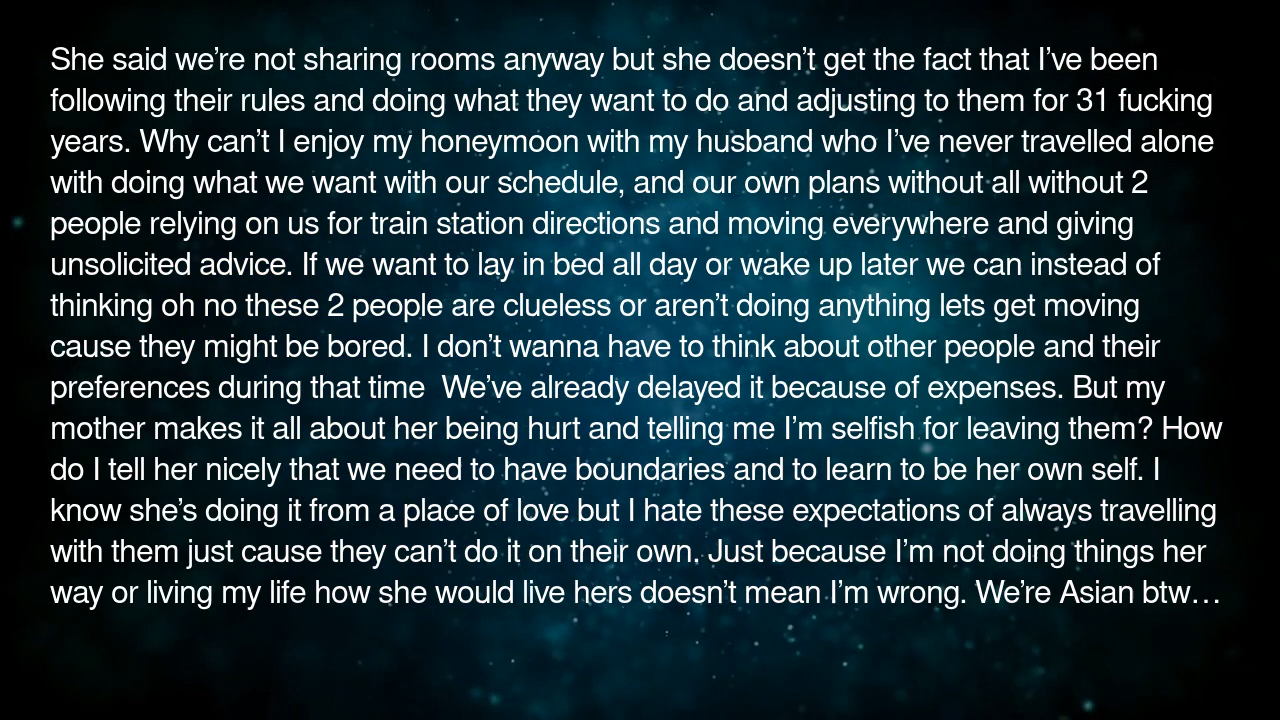 She said we’re not sharing rooms anyway but she doesn’t get the fact that I’ve been
following their rules and doing what they want to do and adjusting to them for 31 fucking
years. Why can’t I enjoy my honeymoon with my husband who I’ve never travelled alone
with doing what we want with our schedule, and our own plans without all without 2
people relying on us for train station directions and moving everywhere and giving
unsolicited advice. If we want to lay in bed all day or wake up later we can instead of
thinking oh no these 2 people are clueless or aren’t doing anything lets get moving
cause they might be bored. I don’t wanna have to think about other people and their
preferences during that time  We’ve already delayed it because of expenses. But my
mother makes it all about her being hurt and telling me I’m selfish for leaving them? How
do I tell her nicely that we need to have boundaries and to learn to be her own self. I
know she’s doing it from a place of love but I hate these expectations of always travelling
with them just cause they can’t do it on their own. Just because I’m not doing things her
way or living my life how she would live hers doesn’t mean I’m wrong. We’re Asian btw…